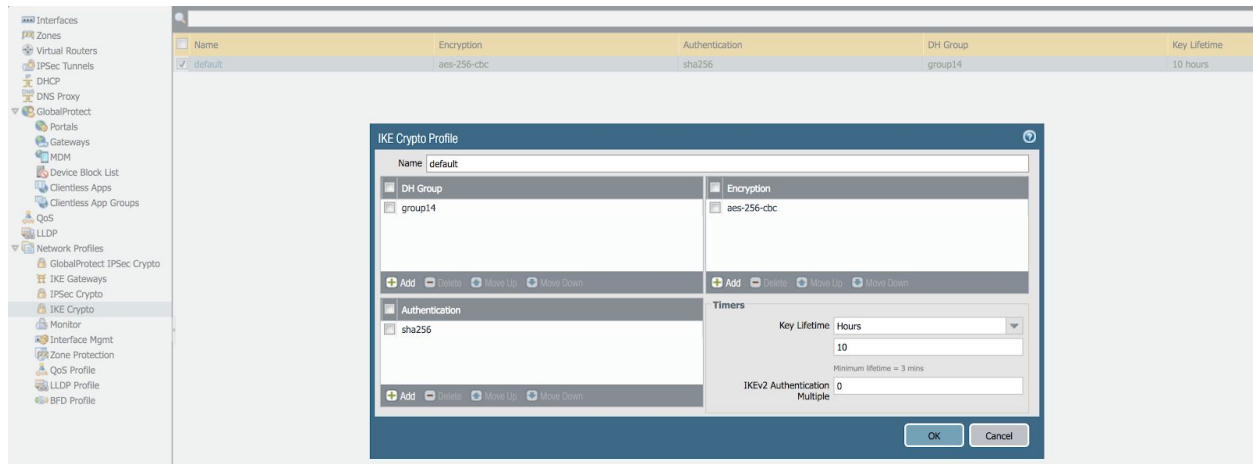 Interfaces
Zones
Virtual Routers
IPSec Tunnels
DHCP
DNS Proxy
GlobalProtect
Portals
Gateways
MDM
Device Block List
Clientless Apps
Clientless App Groups
QoS
LLDP
Network Profiles
GlobalProtect IPSec Crypto
IKE Gateways
IPSec Crypto
IKE Crypto
Monitor
Interface Mgmt
Zone Protection
QoS Profile
LLDP Profile
BFD Profile
Name Encryption Authentication DH Group Key Lifetime
default aes-256-cbc sha256 group14 10 hours
IKE Crypto Profile
Name default
DH Group
group14
Add Delete Move Up Move Down
Encryption
aes-256-cbc
Add Delete Move Up Move Down
Authentication
sha256
Add Delete Move Up Move Down
Timers
Key Lifetime Hours
10
Minimum lifetime = 3 mins
IKEv2 Authentication 0
Multiple
OK Cancel